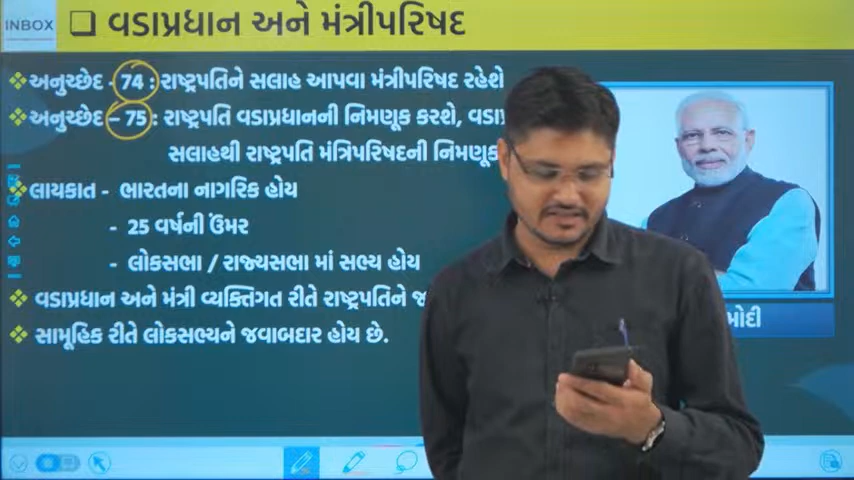 INBOX
❑ વડાપ્રધાન અને મંત્રીપરિષદ
❖ અનુચ્છેદ - 74 : રાષ્ટ્રપતિને સલાહ આપવા મંત્રીપરિષદ રહેશે
❖ અનુચ્છેદ – 75 : રાષ્ટ્રપતિ વડાપ્રધાનની નિમણૂક કરશે,
સલાહથી રાષ્ટ્રપતિ મંત્રિપરિષદની નિમણૂક
❖ લાયકાત - ભારતના નાગરિક હોય
- 25 વર્ષની ઉંમર
- લોકસભા / રાજ્યસભા માં સભ્ય હોય
❖ વડાપ્રધાન અને મંત્રી વ્યક્તિગત રીતે રાષ્ટ્રપતિને
❖ સામૂહિક રીતે લોકસભ્યને જવાબદાર હોય છે.
મોદી